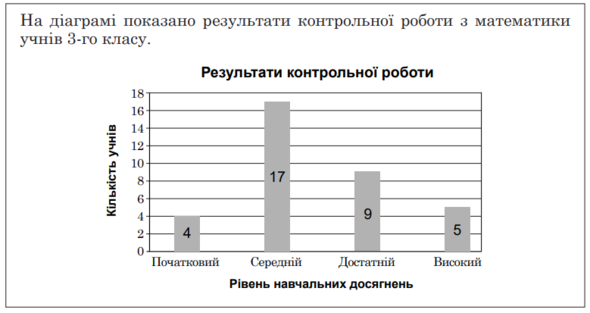 На діаграмі показано результати контрольної роботи з математики
учнів 3-го класу.
Результати контрольної роботи
Кількість учнів
18
16
14
12
10
8
6
4
2
0
4
17
9
5
Початковий Середній Достатній Високий
Рівень навчальних досягнень